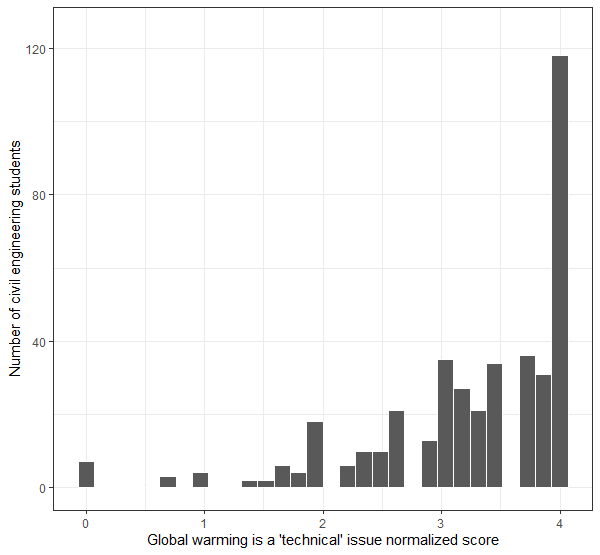 Number of civil engineering students
120
80
40
0
0 1 2 3 4
Global warming is a 'technical' issue normalized score